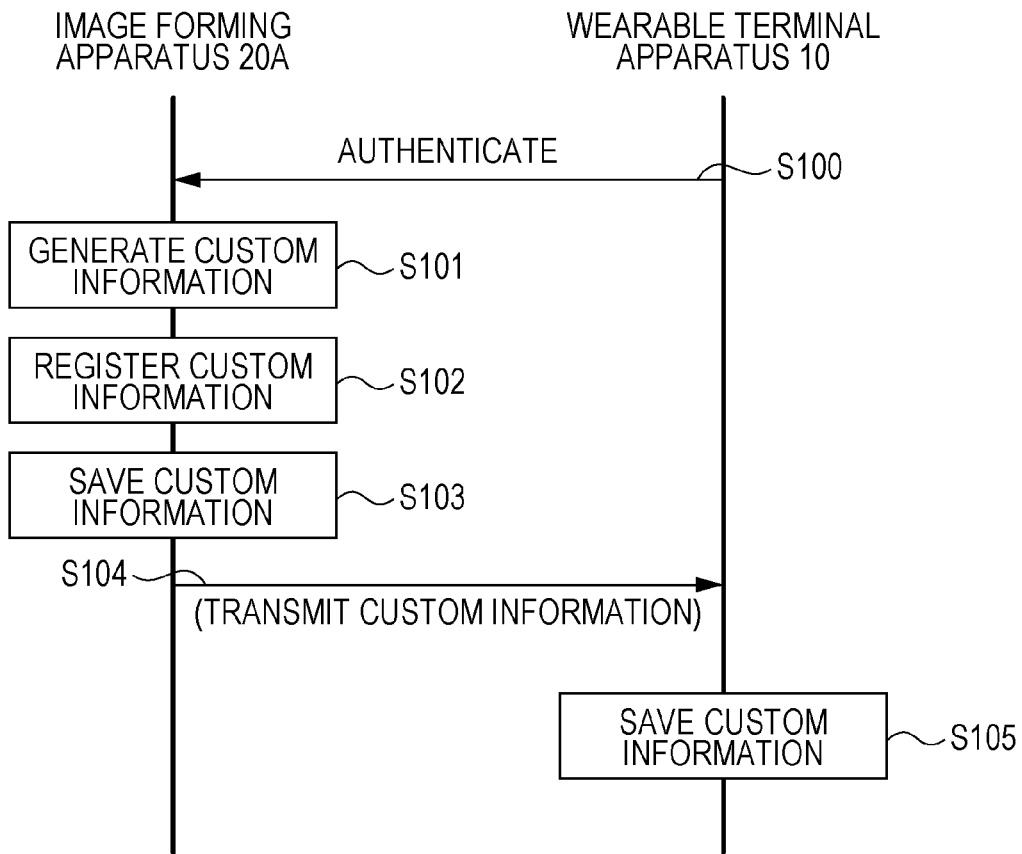 IMAGE FORMING
APPARATUS 20A
WEARABLE TERMINAL
APPARATUS 10
AUTHENTICATE
S100
GENERATE CUSTOM
INFORMATION
S101
REGISTER CUSTOM
INFORMATION
S102
SAVE CUSTOM
INFORMATION
S103
S104
(TRANSMIT CUSTOM INFORMATION)
SAVE CUSTOM
INFORMATION
S105